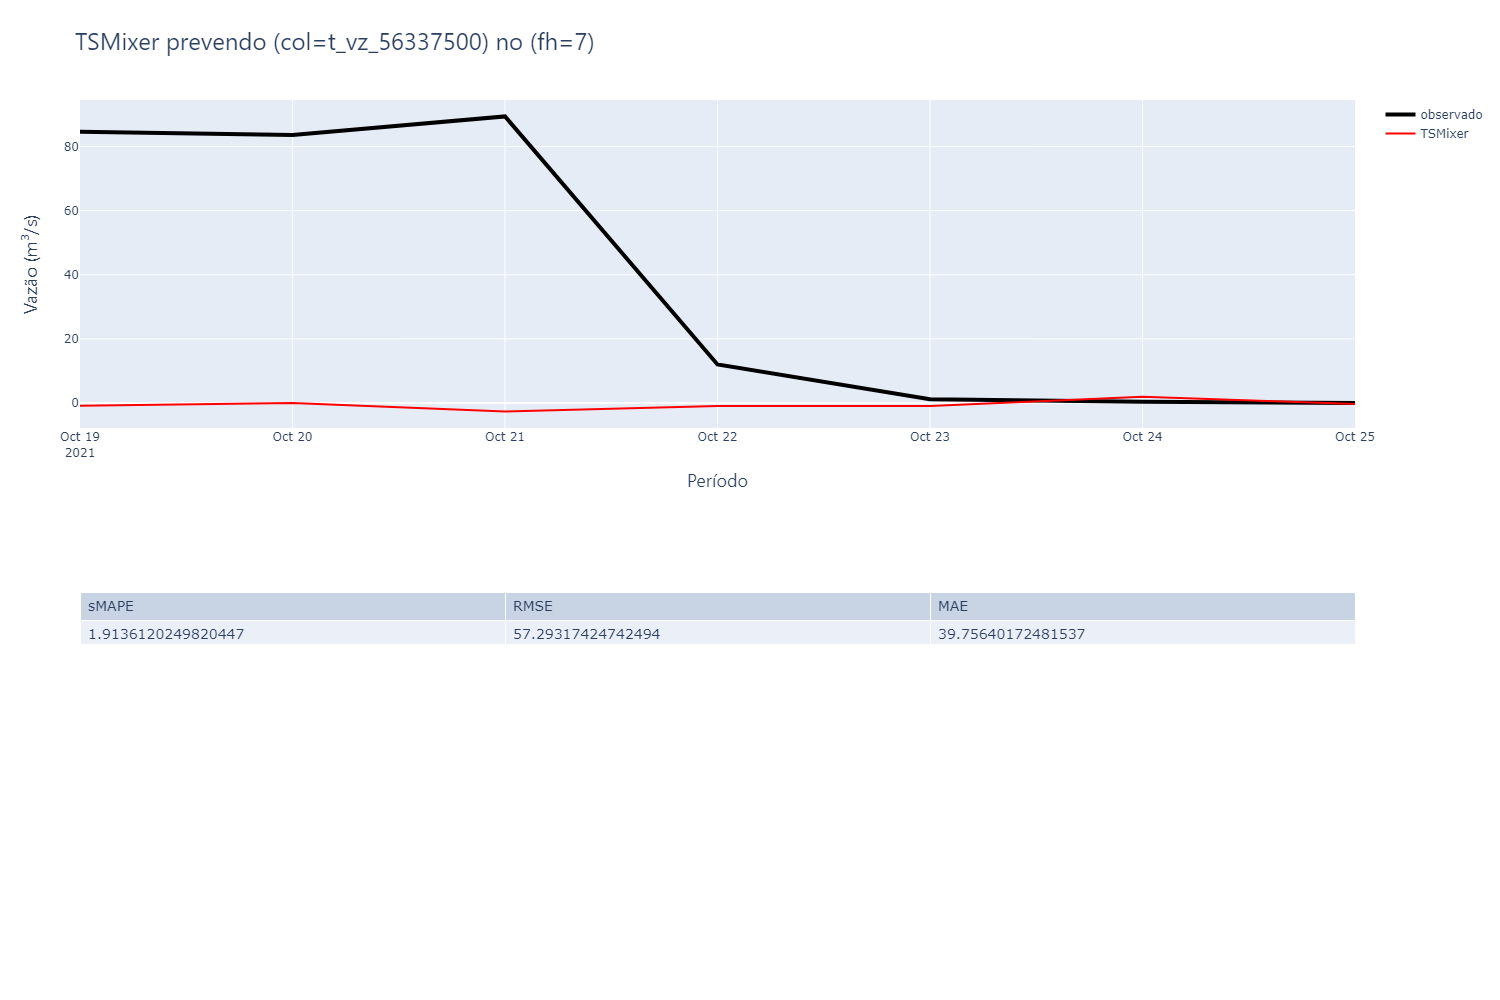 TSMixer prevendo (col=t_vz_56337500) no (fh=7)
observado
TSMixer
Vazão (m³/s)
80
60
40
20
0
Oct 19
2021
Oct 20
Oct 21
Oct 22
Oct 23
Oct 24
Oct 25
Período
sMAPE RMSE MAE
1.9136120249820447 57.29317424742494 39.75640172481537